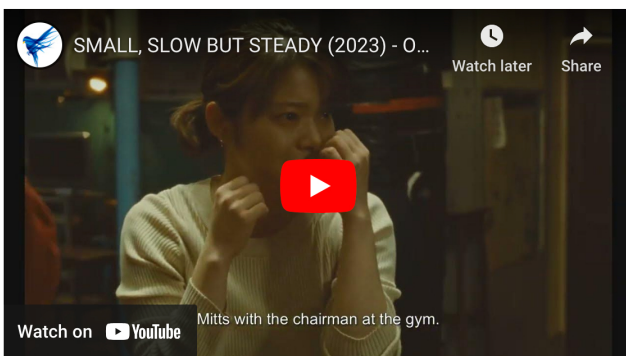 SMALL, SLOW BUT STEADY (2023) - O...
Watch later
Share
Mitts with the chairman at the gym.
Watch on YouTube